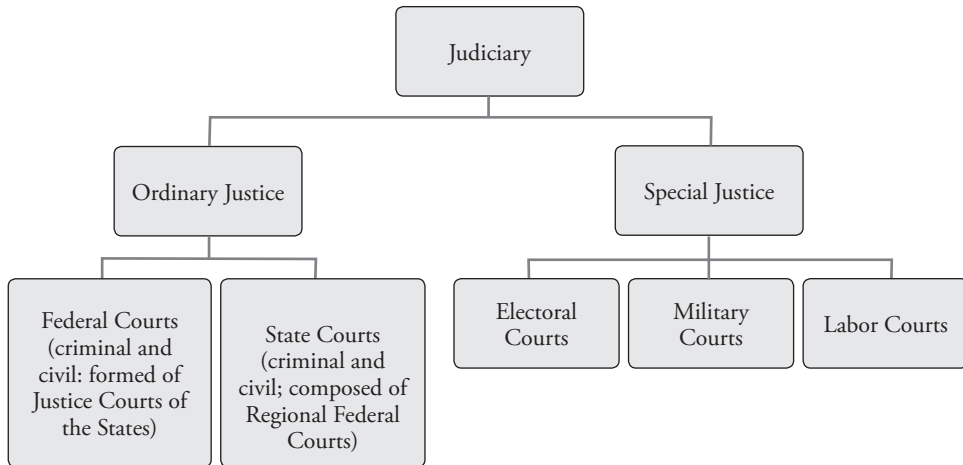 Judiciary
Ordinary Justice
Special Justice
Federal Courts
(criminal and
civil: formed of
Justice Courts of
the States)
State Courts
(criminal and
civil; composed of
Regional Federal
Courts)
Electoral
Courts
Military
Courts
Labor Courts